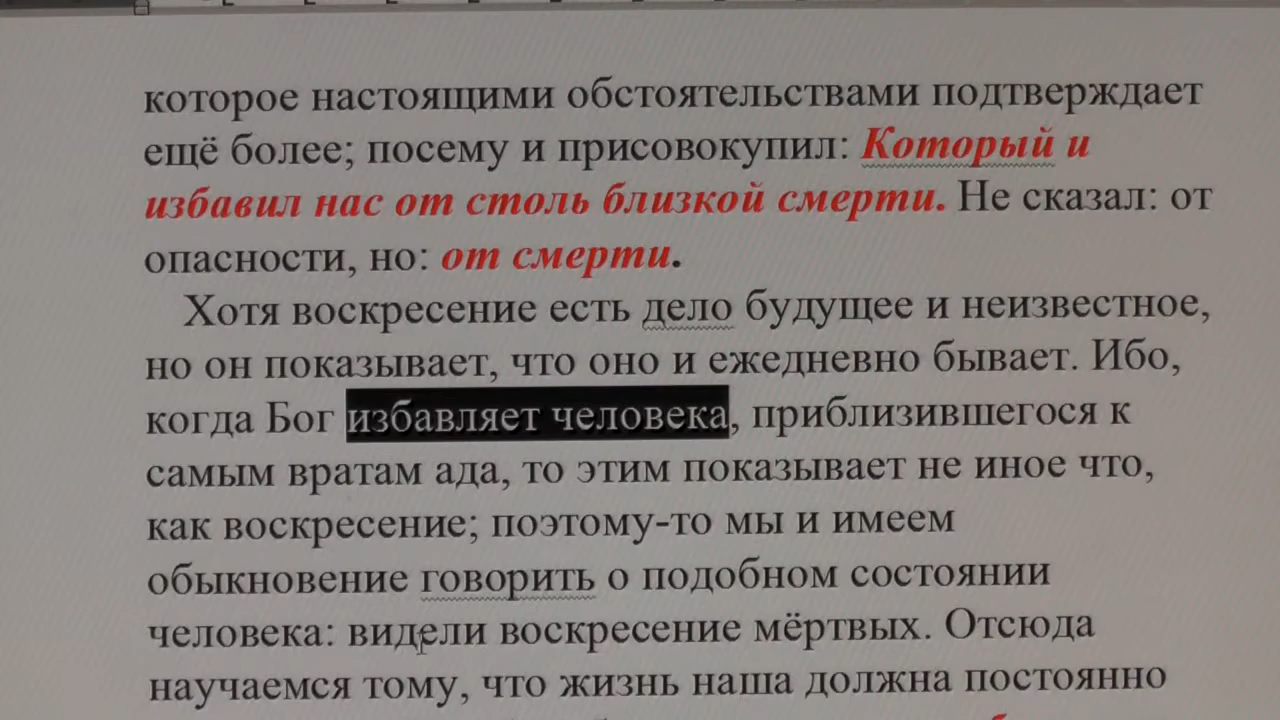 которое настоящими обстоятельствами подтверждает
ещё более; посему и присовокупил: Который и
избавил нас от столь близкой смерти. Не сказал: от
опасности, но: от смерти.
Хотя воскресение есть дело будущее и неизвестное,
но он показывает, что оно и ежедневно бывает. Ибо,
когда Бог избавляет человека, приблизившегося к
самым вратам ада, то этим показывает не иное что,
как воскресение; поэтому-то мы и имеем
обыкновение говорить о подобном состоянии
человека: видели воскресение мёртвых. Отсюда
научаемся тому, что жизнь наша должна постоянно